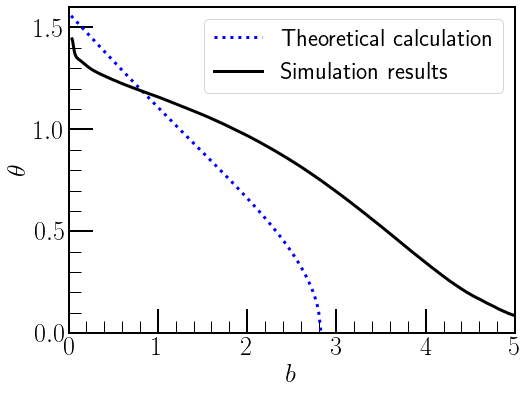 1.5
1.0
0.5
0.0
θ
Theoretical calculation
Simulation results
0 1 2 3 4 5
b